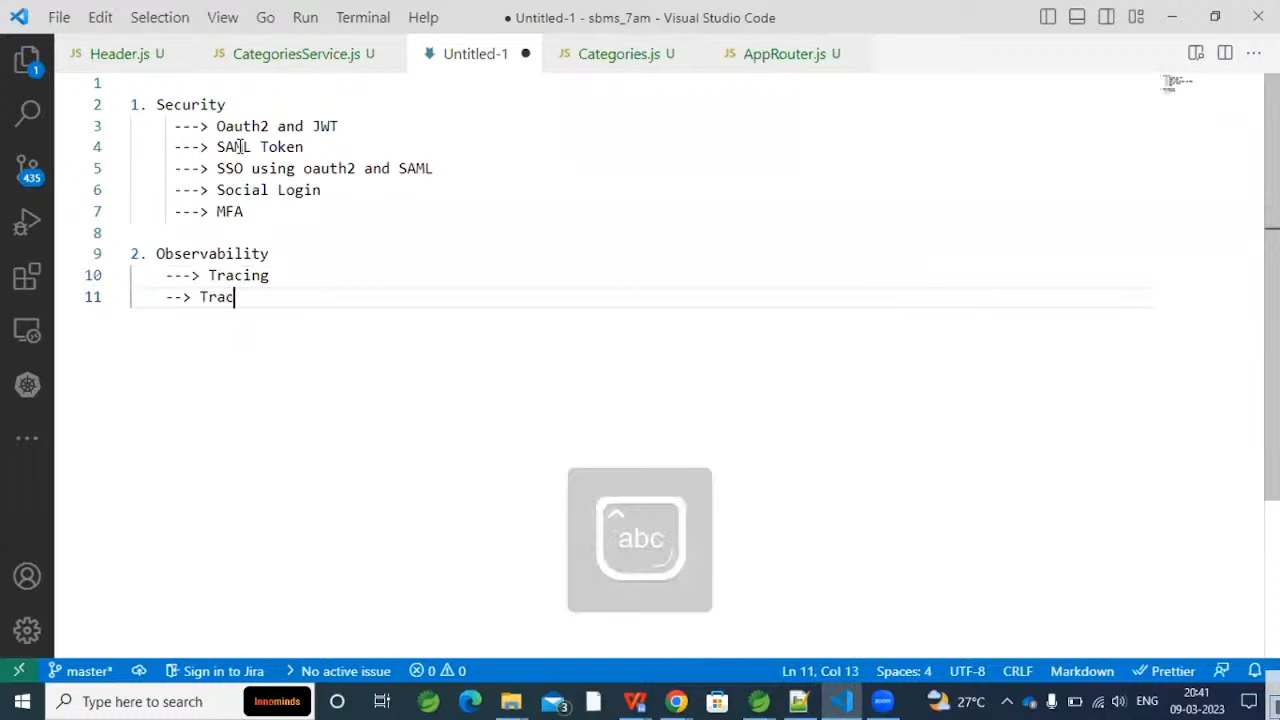 File Edit Selection View Go Run Terminal Help ● Untitled-1 - sbms_7am - Visual Studio Code
JS Header.js U JS CategoriesService.js U Untitled-1 ● JS Categories.js U JS AppRouter.js U
1
2 1. Security
3 ---> Oauth2 and JWT
4 ---> SAML Token
5 ---> SSO using oauth2 and SAML
6 ---> Social Login
7 ---> MFA
8
9 2. Observability
10 ---> Tracing
11 --> Trac
1
435
abc
master* Sign in to Jira No active issue 0 0 Ln 11, Col 13 Spaces: 4 UTF-8 CRLF Markdown Prettier
Type here to search Innominds 3 zoom 27°C ENG 20:41
09-03-2023